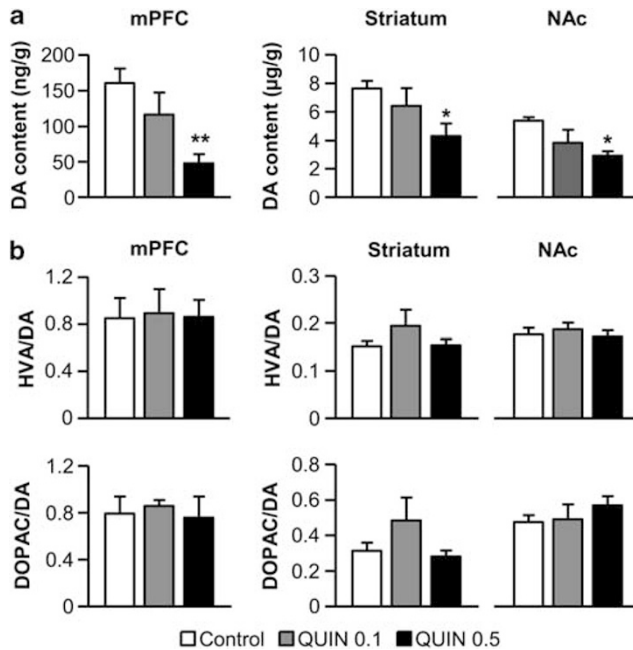 a
mPFC
Striatum
NAc
DA content (ng/g)
200
150
100
50
0
**
DA content (µg/g)
8
6
4
2
0
*
*
b
mPFC
Striatum
NAc
HVA/DA
1.2
0.8
0.4
0
HVA/DA
0.3
0.2
0.1
0
DOPAC/DA
1.2
0.8
0.4
0
DOPAC/DA
0.8
0.6
0.4
0.2
0
Control QUIN 0.1 QUIN 0.5